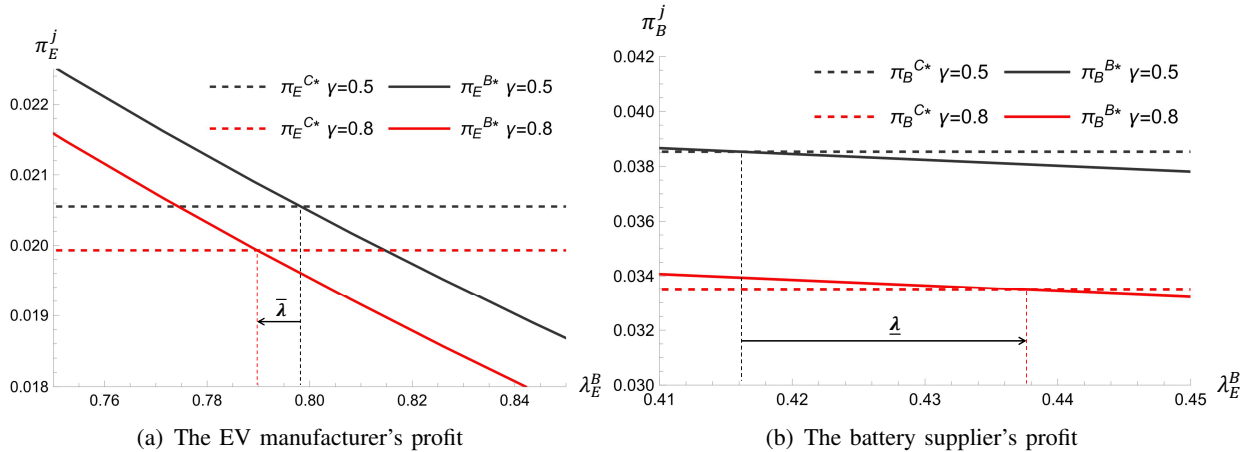 π_E^j
π_E^{C*} γ=0.5 π_E^{B*} γ=0.5
π_E^{C*} γ=0.8 π_E^{B*} γ=0.8
0.022
0.021
0.020
0.019
0.018
λ̅
0.76 0.78 0.80 0.82 0.84
λ_E^B
(a) The EV manufacturer's profit
π_B^j
π_B^{C*} γ=0.5 π_B^{B*} γ=0.5
π_B^{C*} γ=0.8 π_B^{B*} γ=0.8
0.042
0.040
0.038
0.036
0.034
0.032
0.030
λ̲
0.41 0.42 0.43 0.44 0.45
λ_E^B
(b) The battery supplier's profit